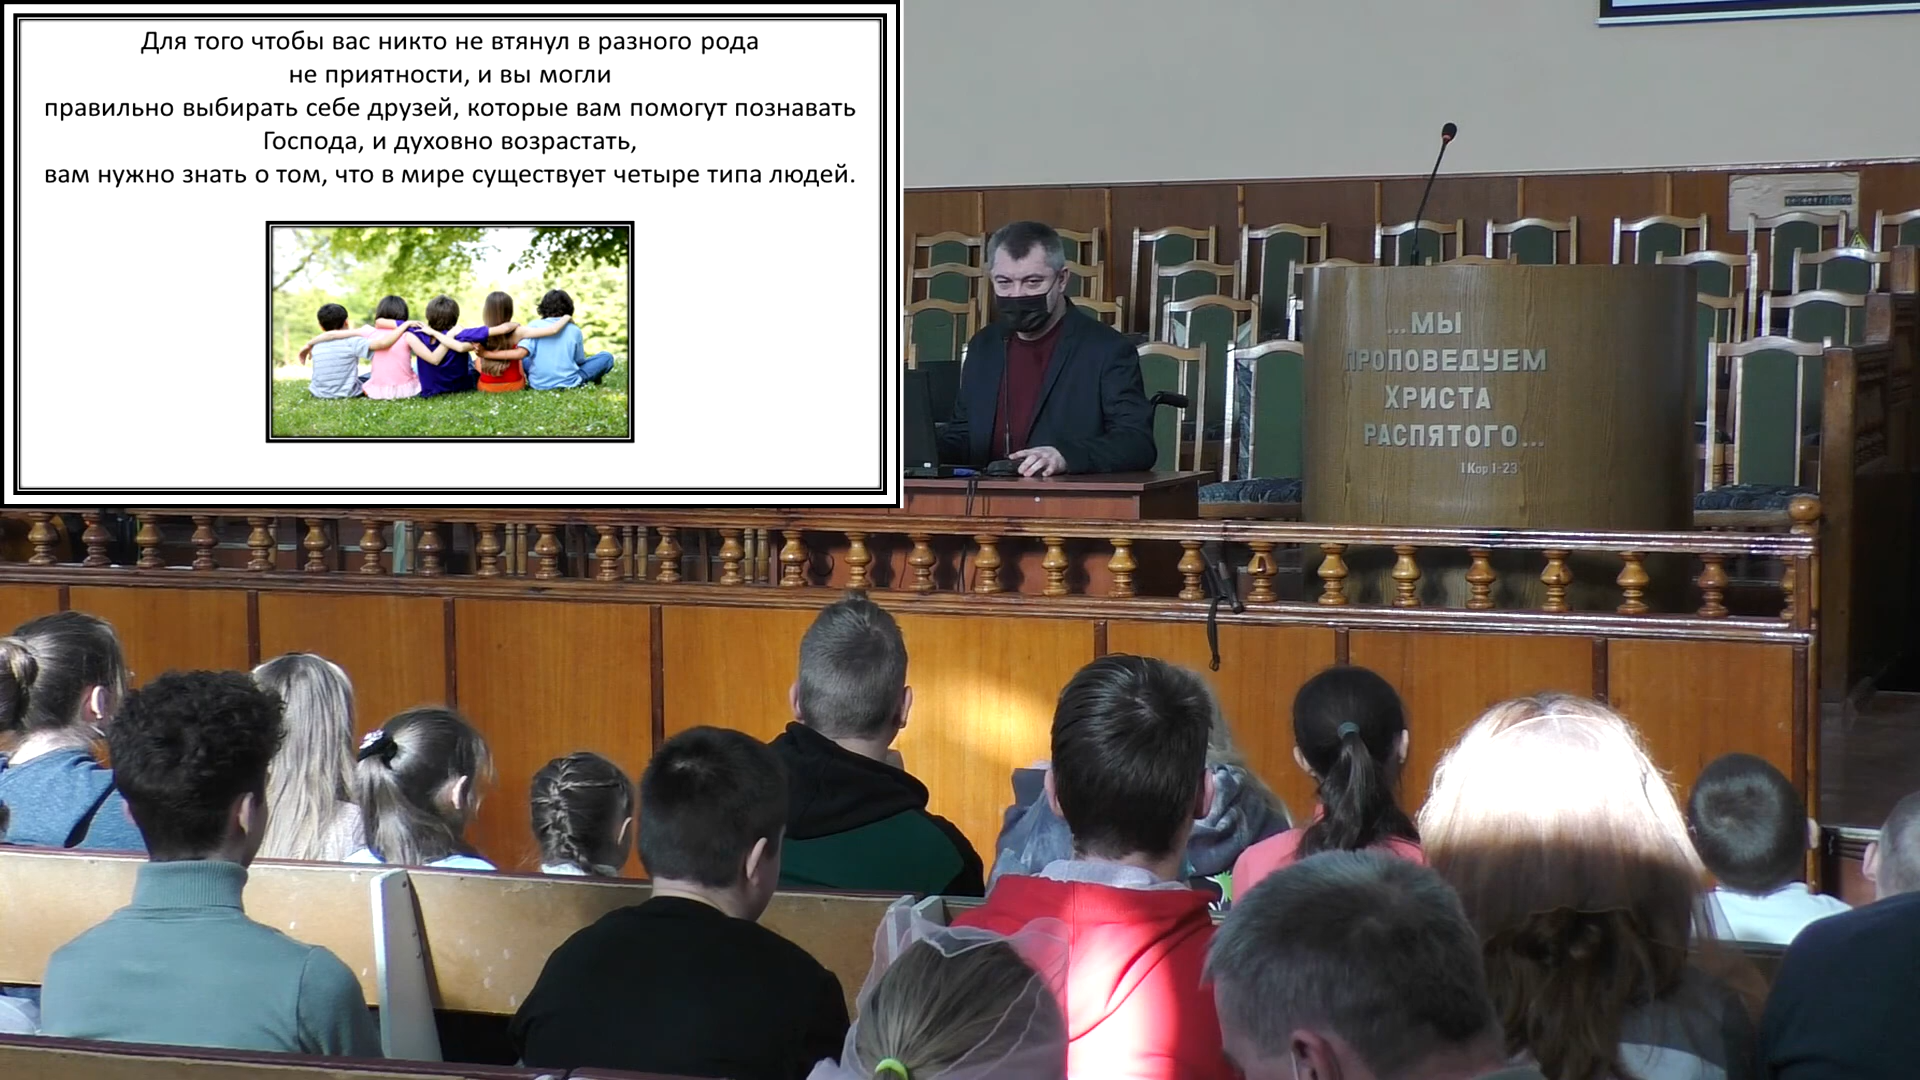 Для того чтобы вас никто не втянул в разного рода
не приятности, и вы могли
правильно выбирать себе друзей, которые вам помогут познавать
Господа, и духовно возрастать,
вам нужно знать о том, что в мире существует четыре типа людей.
...МЫ
ПРОПОВЕДУЕМ
ХРИСТА
РАСПЯТОГО...
I Кор 1-23